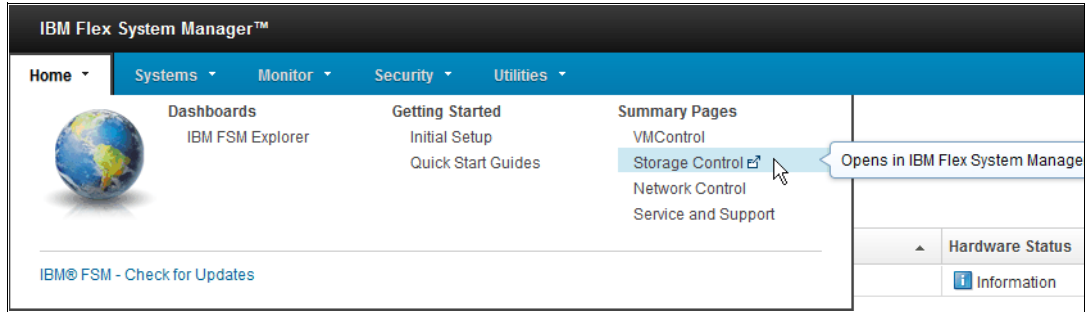 IBM Flex System Manager™
Home Systems Monitor Security Utilities
Dashboards
IBM FSM Explorer
Getting Started
Initial Setup
Quick Start Guides
Summary Pages
VMControl
Storage Control
Network Control
Service and Support
Opens in IBM Flex System Manage
Hardware Status
Information
IBM® FSM - Check for Updates